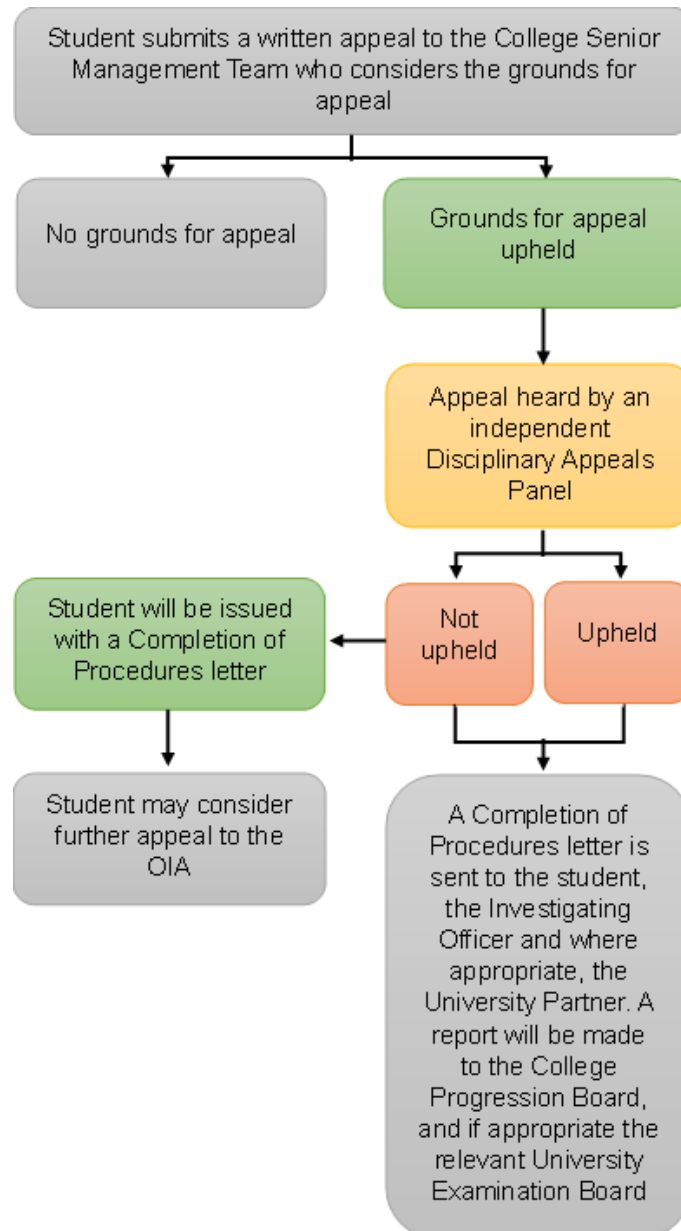 Student submits a written appeal to the College Senior
Management Team who considers the grounds for
appeal
No grounds for appeal
Grounds for appeal
upheld
Appeal heard by an
independent
Disciplinary Appeals
Panel
Student will be issued
with a Completion of
Procedures letter
Not
upheld
Upheld
Student may consider
further appeal to the
OIA
A Completion of
Procedures letter is
sent to the student,
the Investigating
Officer and where
appropriate, the
University Partner. A
report will be made
to the College
Progression Board,
and if appropriate the
relevant University
Examination Board